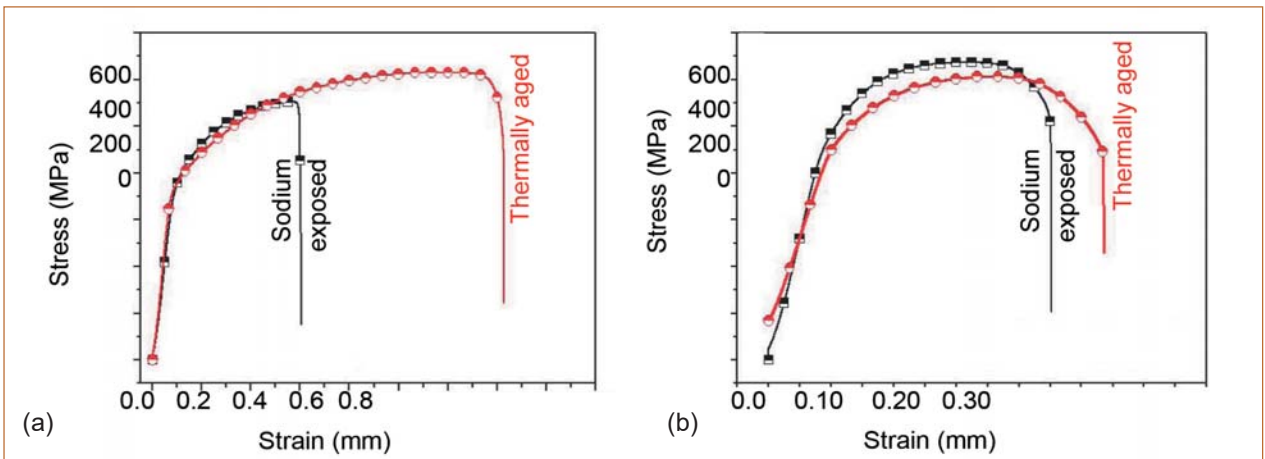 600
400
200
0
Stress (MPa)
Sodium
exposed
Thermally aged
0.0 0.2 0.4 0.6 0.8
Strain (mm)
(a)
600
400
200
0
Stress (MPa)
Sodium
exposed
Thermally aged
0.0 0.10 0.20 0.30
Strain (mm)
(b)